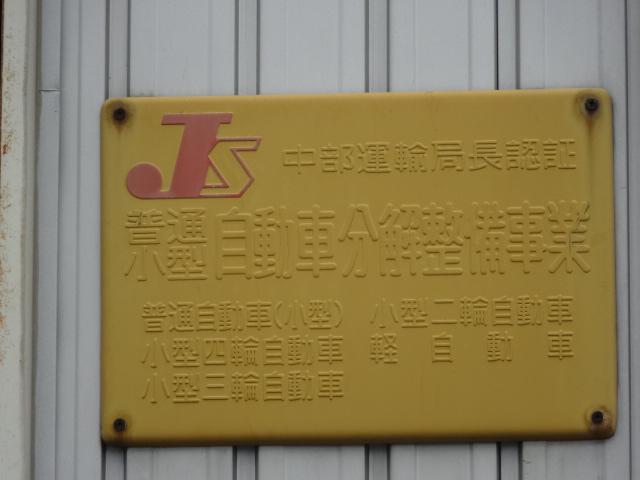 JS 中部運輸局長認証
普通
小型 自動車分解整備事業
普通自動車(小型) 小型二輪自動車
小型四輪自動車 軽自動車
小型三輪自動車